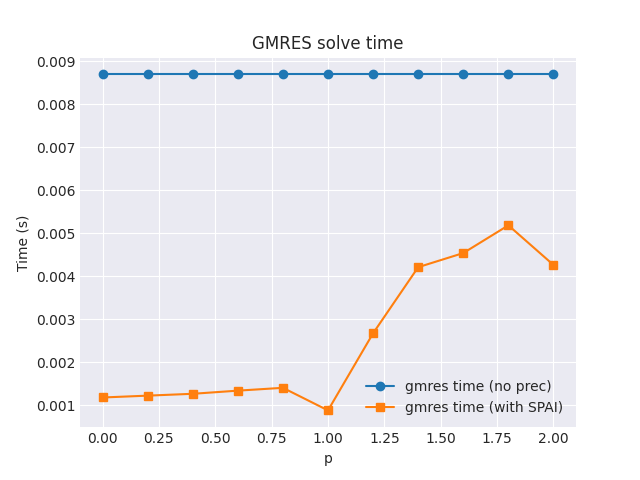 GMRES solve time
0.009
0.008
0.007
0.006
0.005
0.004
0.003
0.002
0.001
Time (s)
gmres time (no prec)
gmres time (with SPAI)
0.00 0.25 0.50 0.75 1.00 1.25 1.50 1.75 2.00
p